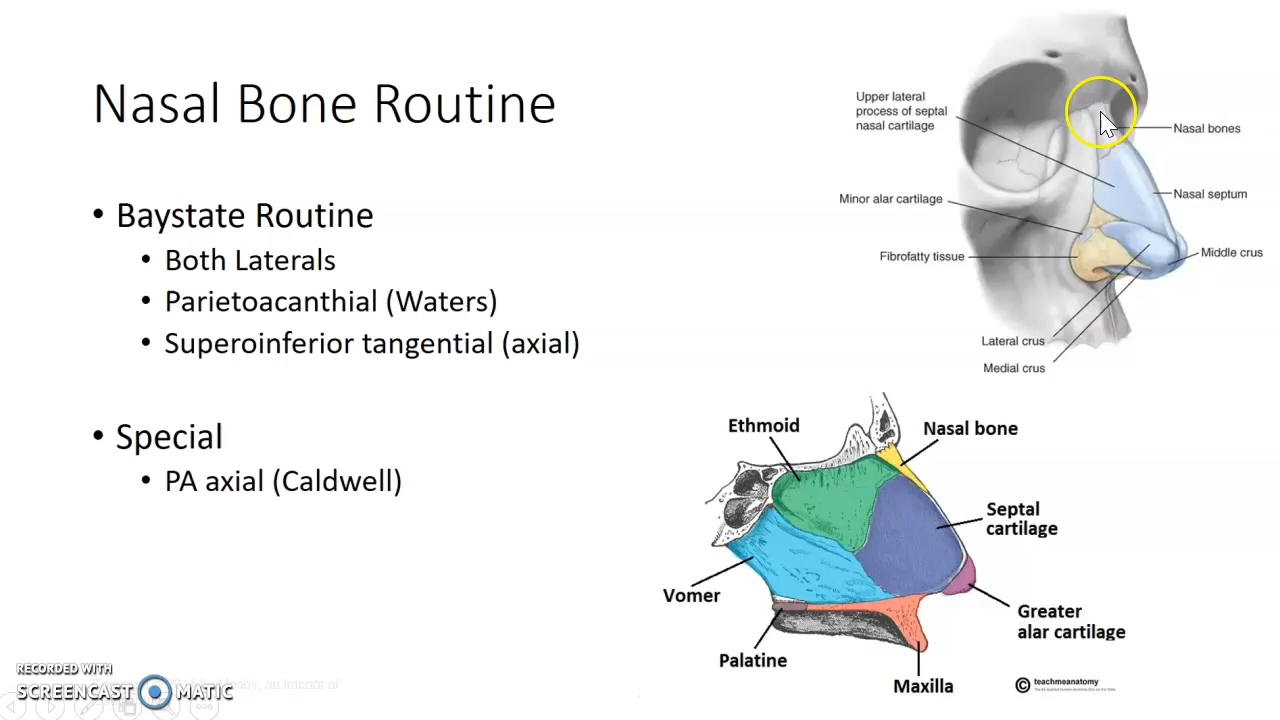 Nasal Bone Routine
• Baystate Routine
• Both Laterals
• Parietoacanthial (Waters)
• Superoinferior tangential (axial)
• Special
• PA axial (Caldwell)
Upper lateral
process of septal
nasal cartilage
Nasal bones
Minor alar cartilage
Nasal septum
Fibrofatty tissue
Middle crus
Lateral crus
Medial crus
Ethmoid
Nasal bone
Septal
cartilage
Vomer
Greater
alar cartilage
Palatine
Maxilla
© teachmeanatomy
RECORDED WITH
SCREENCAST MATIC